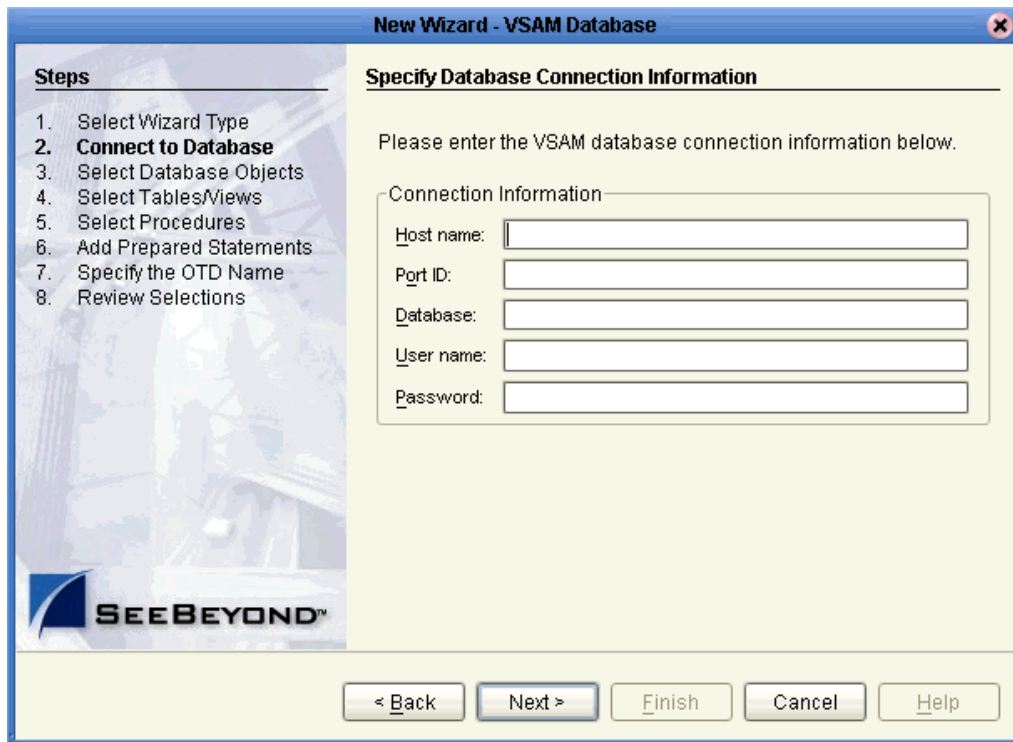 New Wizard - VSAM Database
Steps
1. Select Wizard Type
2. Connect to Database
3. Select Database Objects
4. Select Tables/Views
5. Select Procedures
6. Add Prepared Statements
7. Specify the OTD Name
8. Review Selections
SEEBEYOND™
Specify Database Connection Information
Please enter the VSAM database connection information below.
Connection Information
Host name:
Port ID:
Database:
User name:
Password:
< Back
Next >
Finish
Cancel
Help